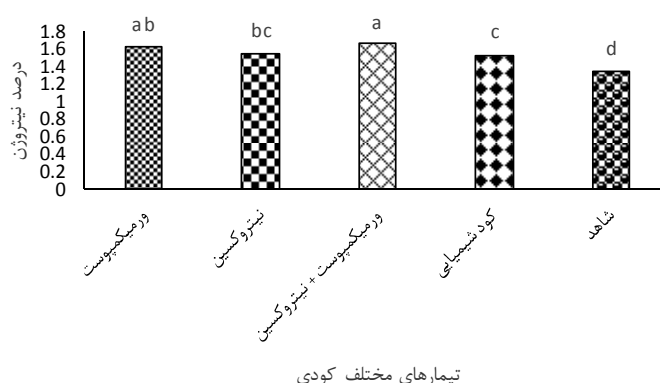 ab
bc
a
c
d
1.8
1.6
1.4
1.2
1
0.8
0.6
0.4
0.2
0
درصد نیتروژن
ورمیکمپوست
نیتروکسین
ورمیکمپوست + نیتروکسین
کود شیمیایی
شاهد
تیمارهای مختلف کودی